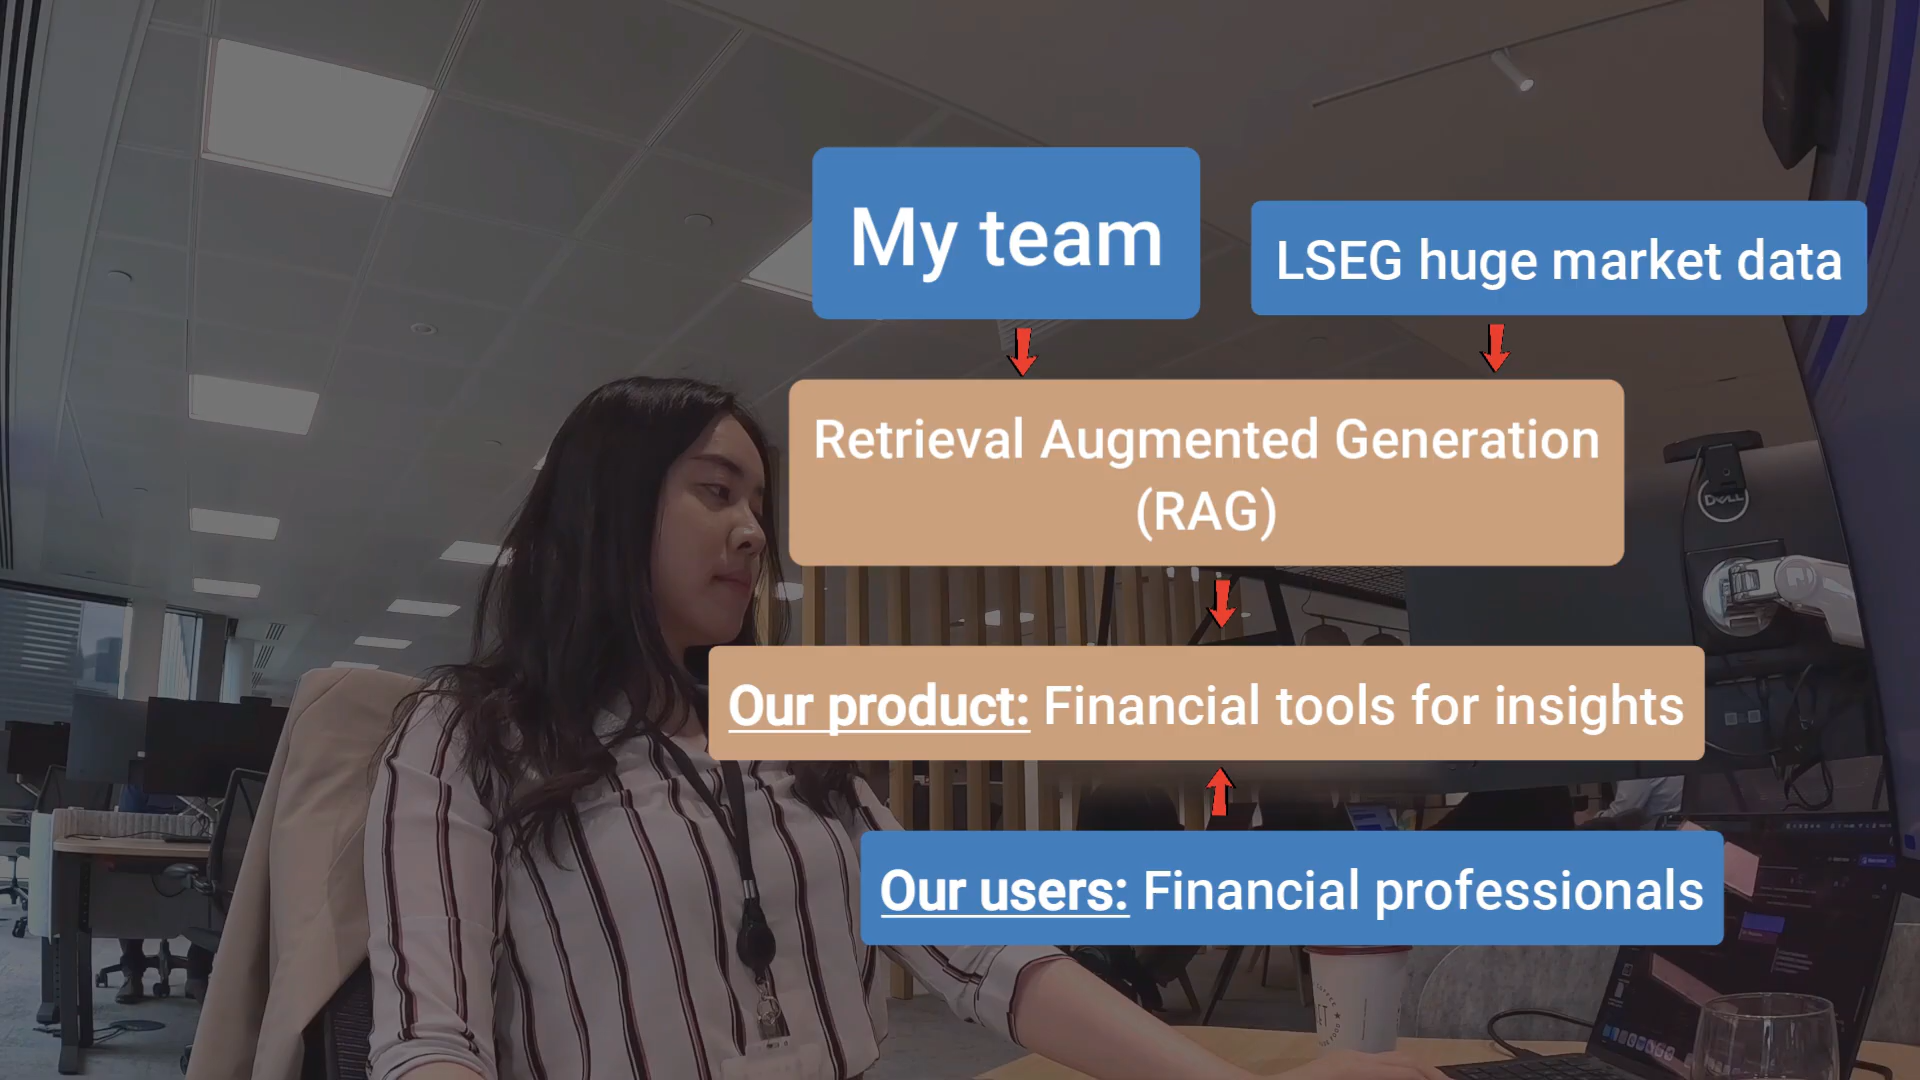 My team
LSEG huge market data
Retrieval Augmented Generation
(RAG)
Our product: Financial tools for insights
Our users: Financial professionals
DELL